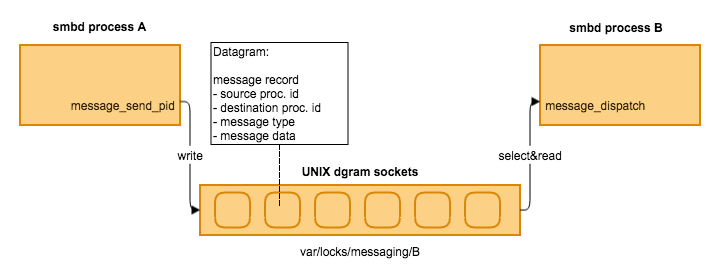 smbd process A
smbd process B
Datagram:
message record
- source proc. id
- destination proc. id
- message type
- message data
message_send_pid
message_dispatch
write
select&read
UNIX dgram sockets
var/locks/messaging/B